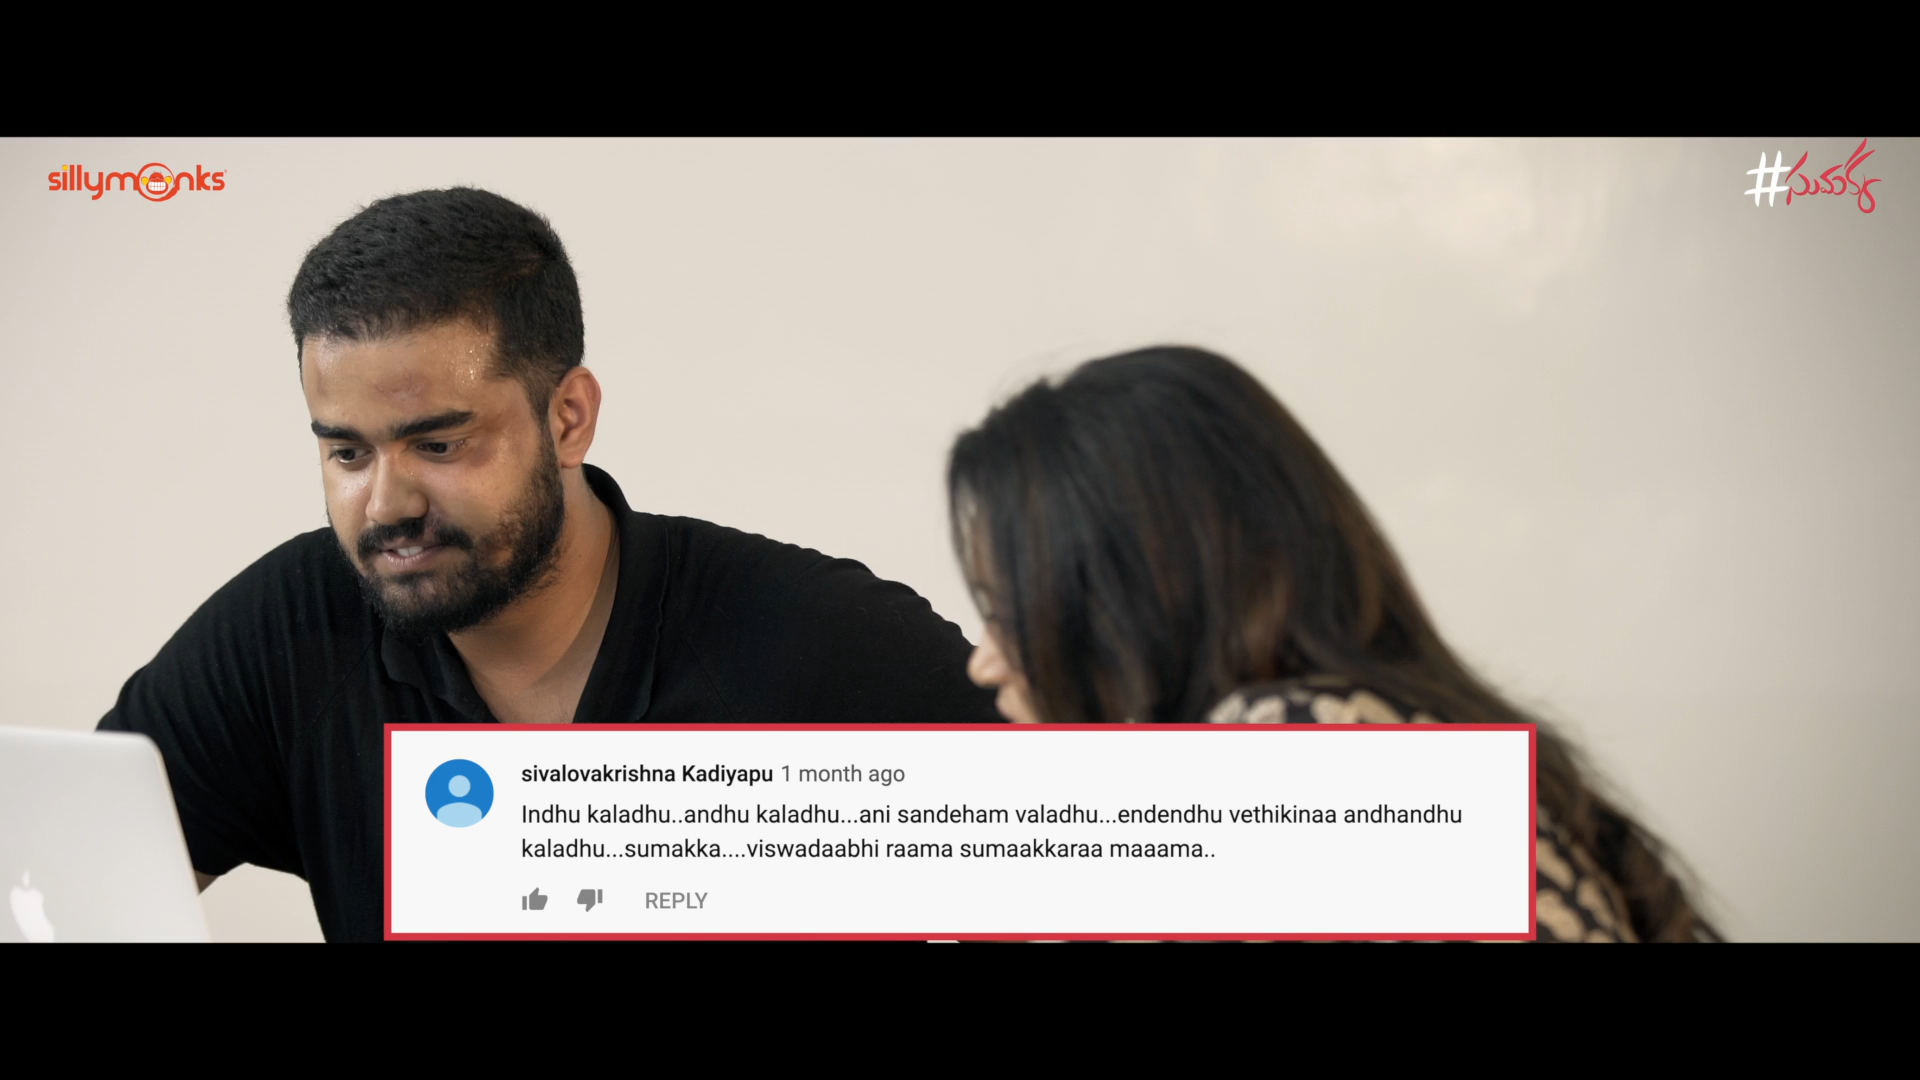 sillymonks
#సుమక్క
sivalovakrishna Kadiyapu 1 month ago
Indhu kaladhu..andhu kaladhu...ani sandeham valadhu...endendhu vethikinaa andhandhu
kaladhu...sumakka....viswadaabhi raama sumaakkaraa maaama..
REPLY